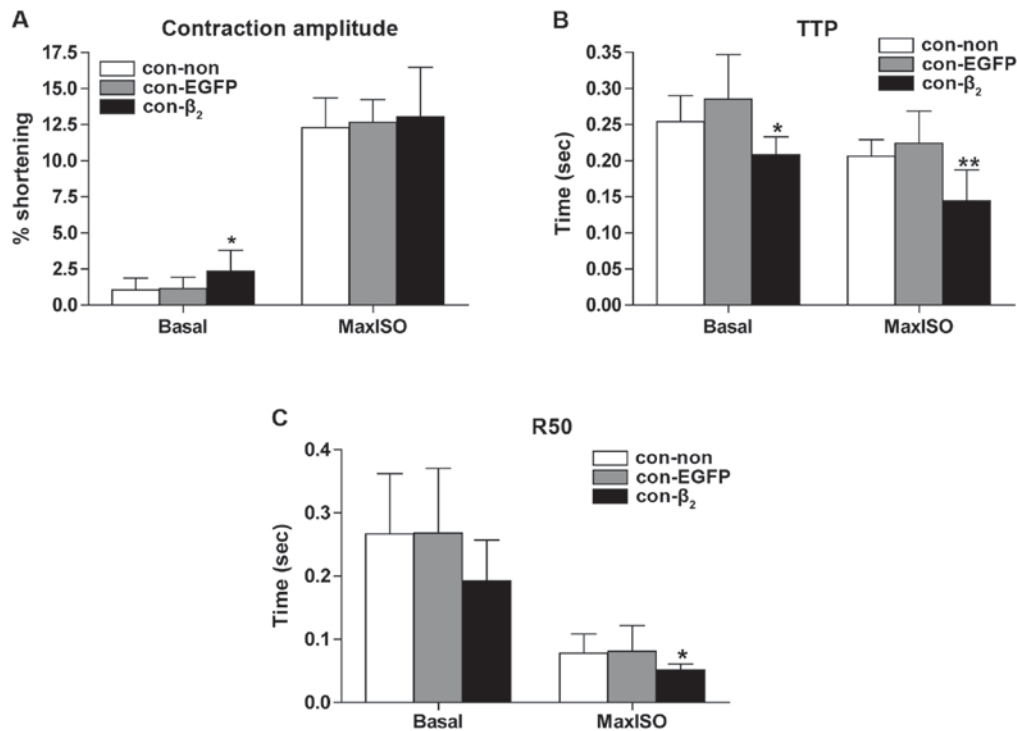 A
Contraction amplitude
17.5
15.0
12.5
10.0
7.5
5.0
2.5
0.0
% shortening
con-non
con-EGFP
con-β₂
*
Basal
MaxISO
B
TTP
0.35
0.30
0.25
0.20
0.15
0.10
0.05
0.00
Time (sec)
con-non
con-EGFP
con-β₂
*
**
Basal
MaxISO
C
R50
0.4
0.3
0.2
0.1
0.0
Time (sec)
con-non
con-EGFP
con-β₂
*
Basal
MaxISO